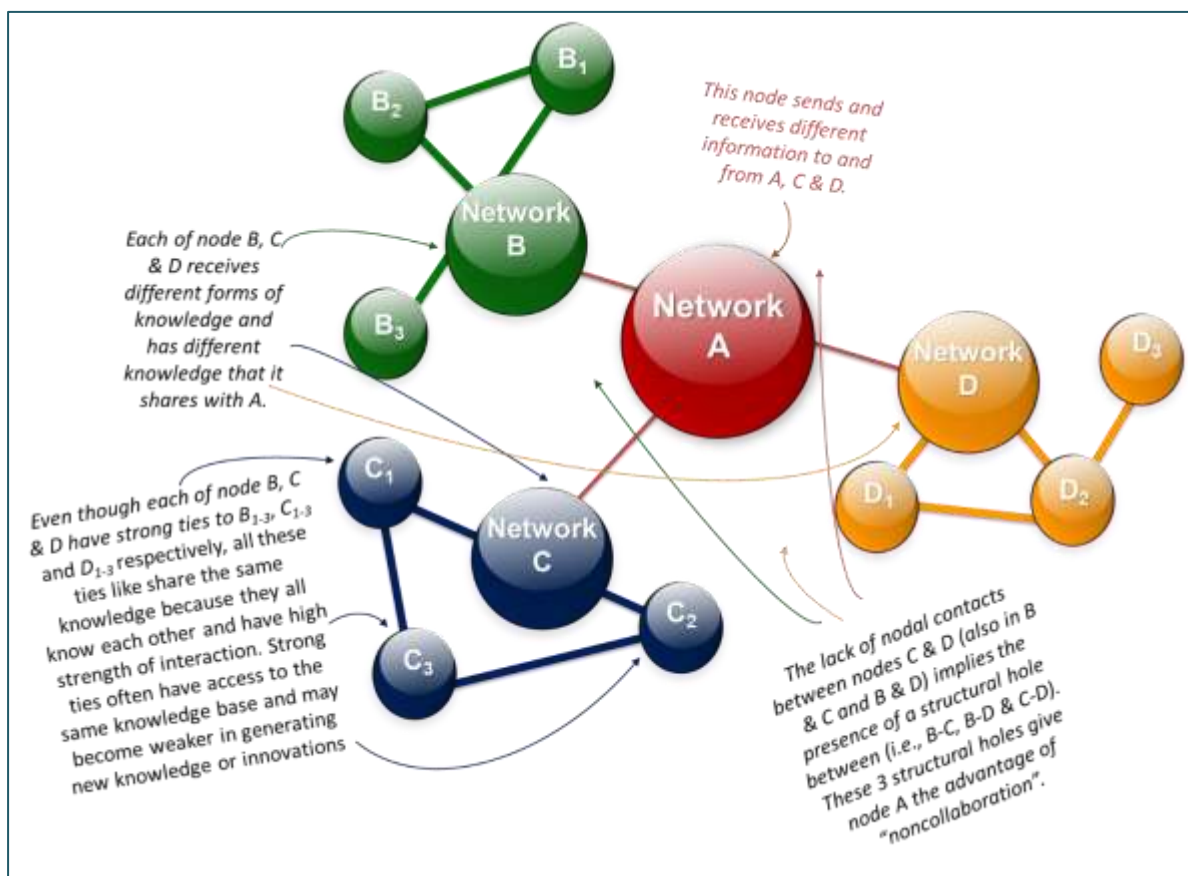 B1
B2
This node sends and
receives different
information to and
from A, C & D.
Network
B
Each of node B, C
& D receives
different forms of
knowledge and
has different
knowledge that it
shares with A.
B3
Network
A
Network
D
D3
D1
D2
C1
Network
C
C2
C3
Even though each of node B, C
& D have strong ties to B1-3, C1-3
and D1-3 respectively, all these
ties like share the same
knowledge because they all
know each other and have high
strength of interaction. Strong
ties often have access to the
same knowledge base and may
become weaker in generating
new knowledge or innovations
The lack of nodal contacts
between nodes C & D (also in B
& C and B & D) implies the
presence of a structural hole
between (i.e., B-C, B-D & C-D).
These 3 structural holes give
node A the advantage of
“noncollaboration”.